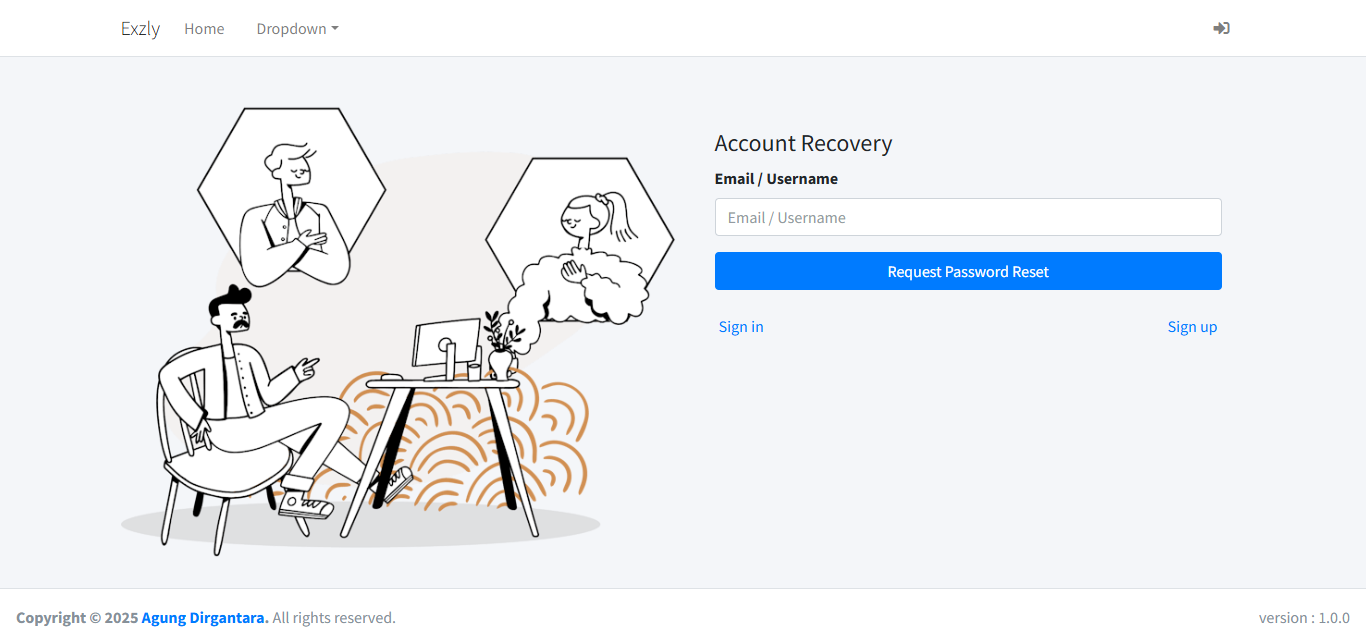 Exzly Home Dropdown
Account Recovery
Email / Username
Email / Username
Request Password Reset
Sign in Sign up
Copyright © 2025 Agung Dirgantara. All rights reserved. version : 1.0.0